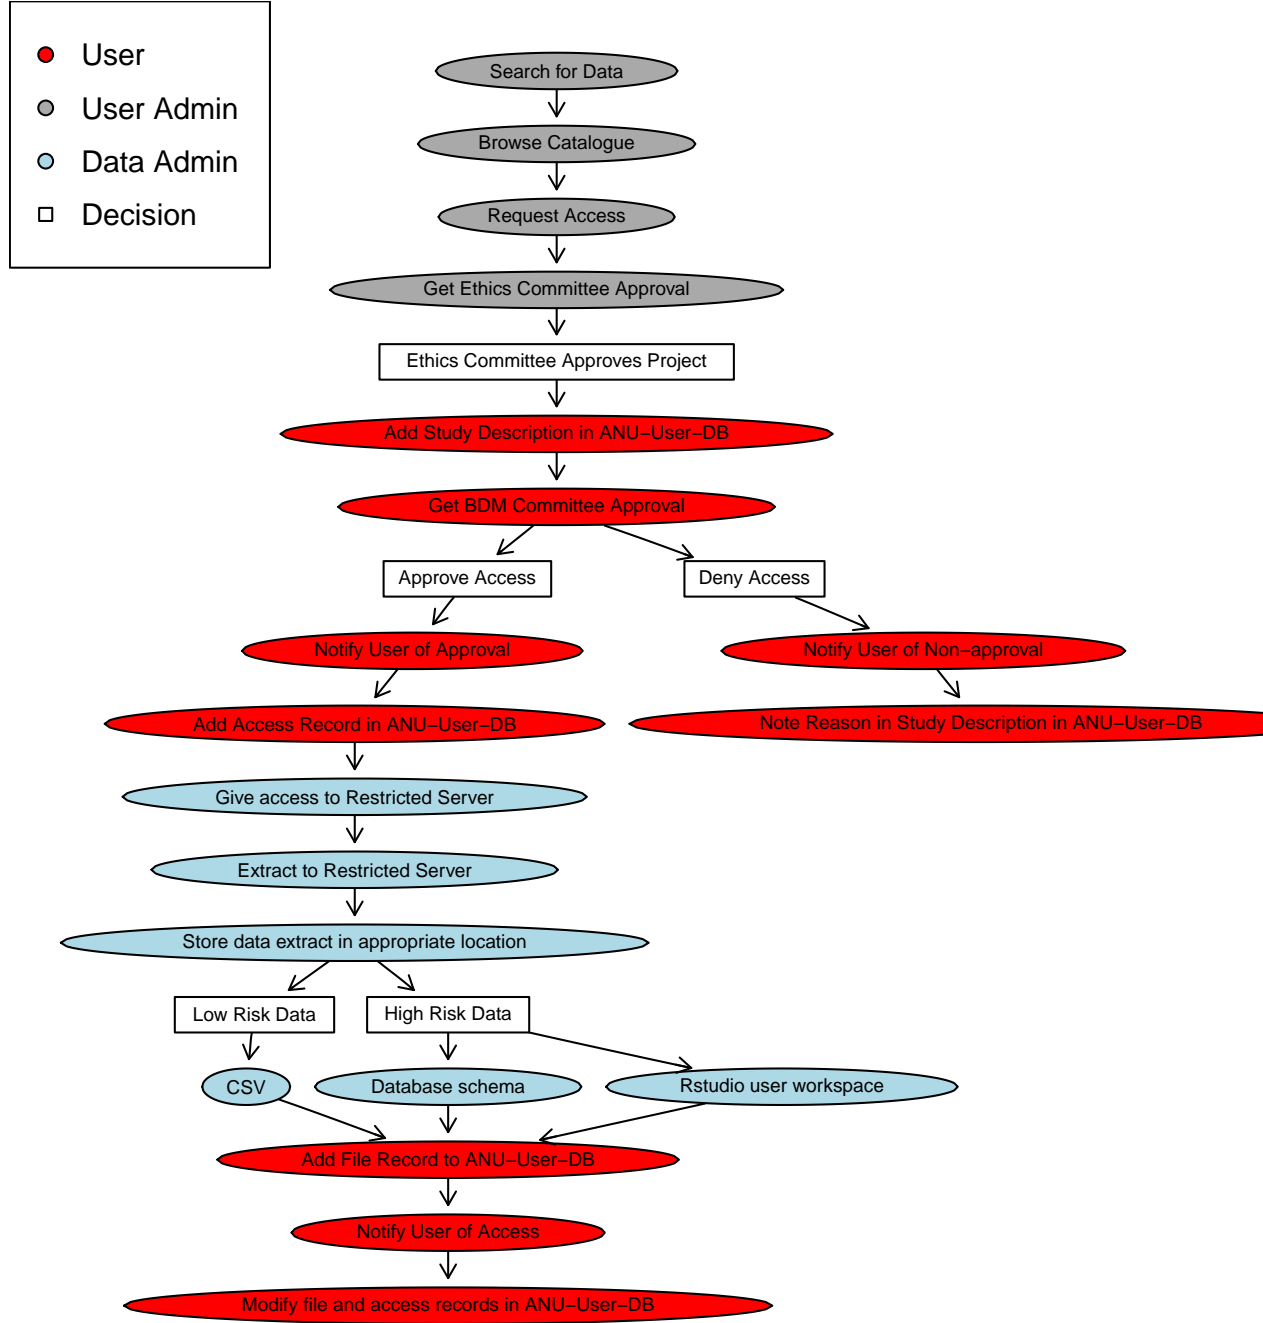 User
User Admin
Data Admin
Decision
Search for Data
Browse Catalogue
Request Access
Get Ethics Committee Approval
Ethics Committee Approves Project
Add Study Description in ANU−User−DB
Get BDM Committee Approval
Approve Access
Deny Access
Notify User of Approval
Notify User of Non−approval
Add Access Record in ANU−User−DB
Note Reason in Study Description in ANU−User−DB
Give access to Restricted Server
Extract to Restricted Server
Store data extract in appropriate location
Low Risk Data
High Risk Data
CSV
Database schema
Rstudio user workspace
Add File Record to ANU−User−DB
Notify User of Access
Modify file and access records in ANU−User−DB